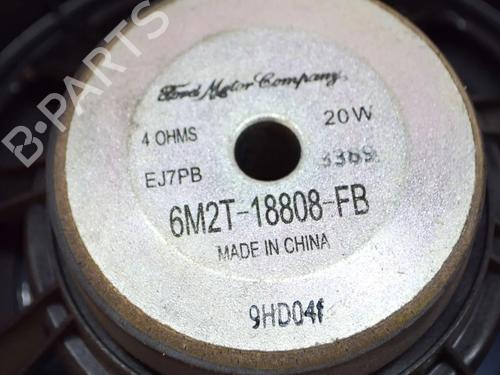 Ford Motor Company
4 OHMS
20W
EJ7PB
3369
6M2T-18808-FB
MADE IN CHINA
9HD04f
B-PARTS